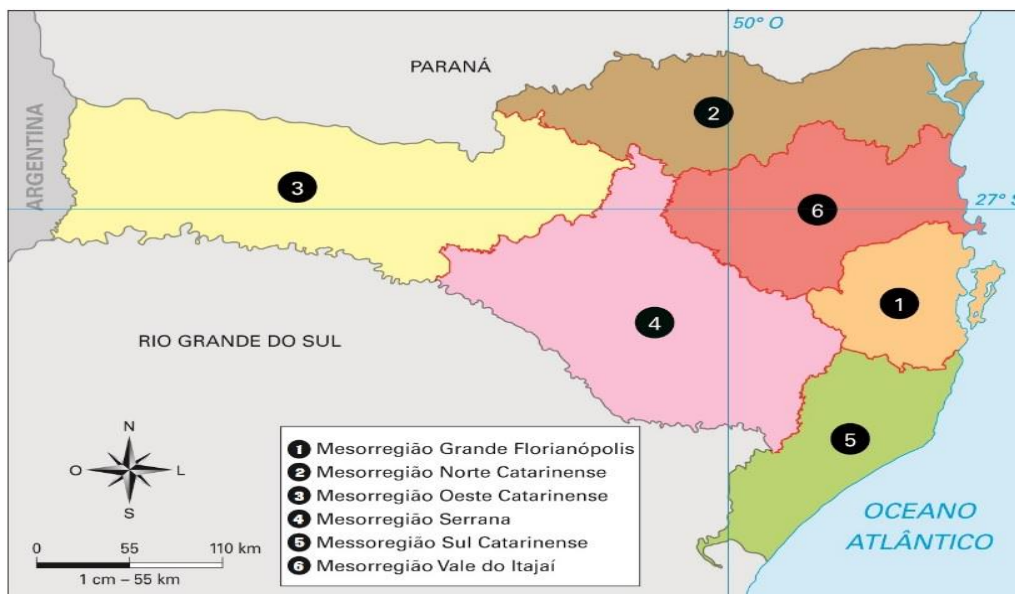 50° O
PARANÁ
ARGENTINA
2
3
27° S
6
1
4
RIO GRANDE DO SUL
5
N
O L
S
0 55 110 km
1 cm – 55 km
1 Mesorregião Grande Florianópolis
2 Mesorregião Norte Catarinense
3 Mesorregião Oeste Catarinense
4 Mesorregião Serrana
5 Messoregião Sul Catarinense
6 Mesorregião Vale do Itajaí
OCEANO
ATLÂNTICO